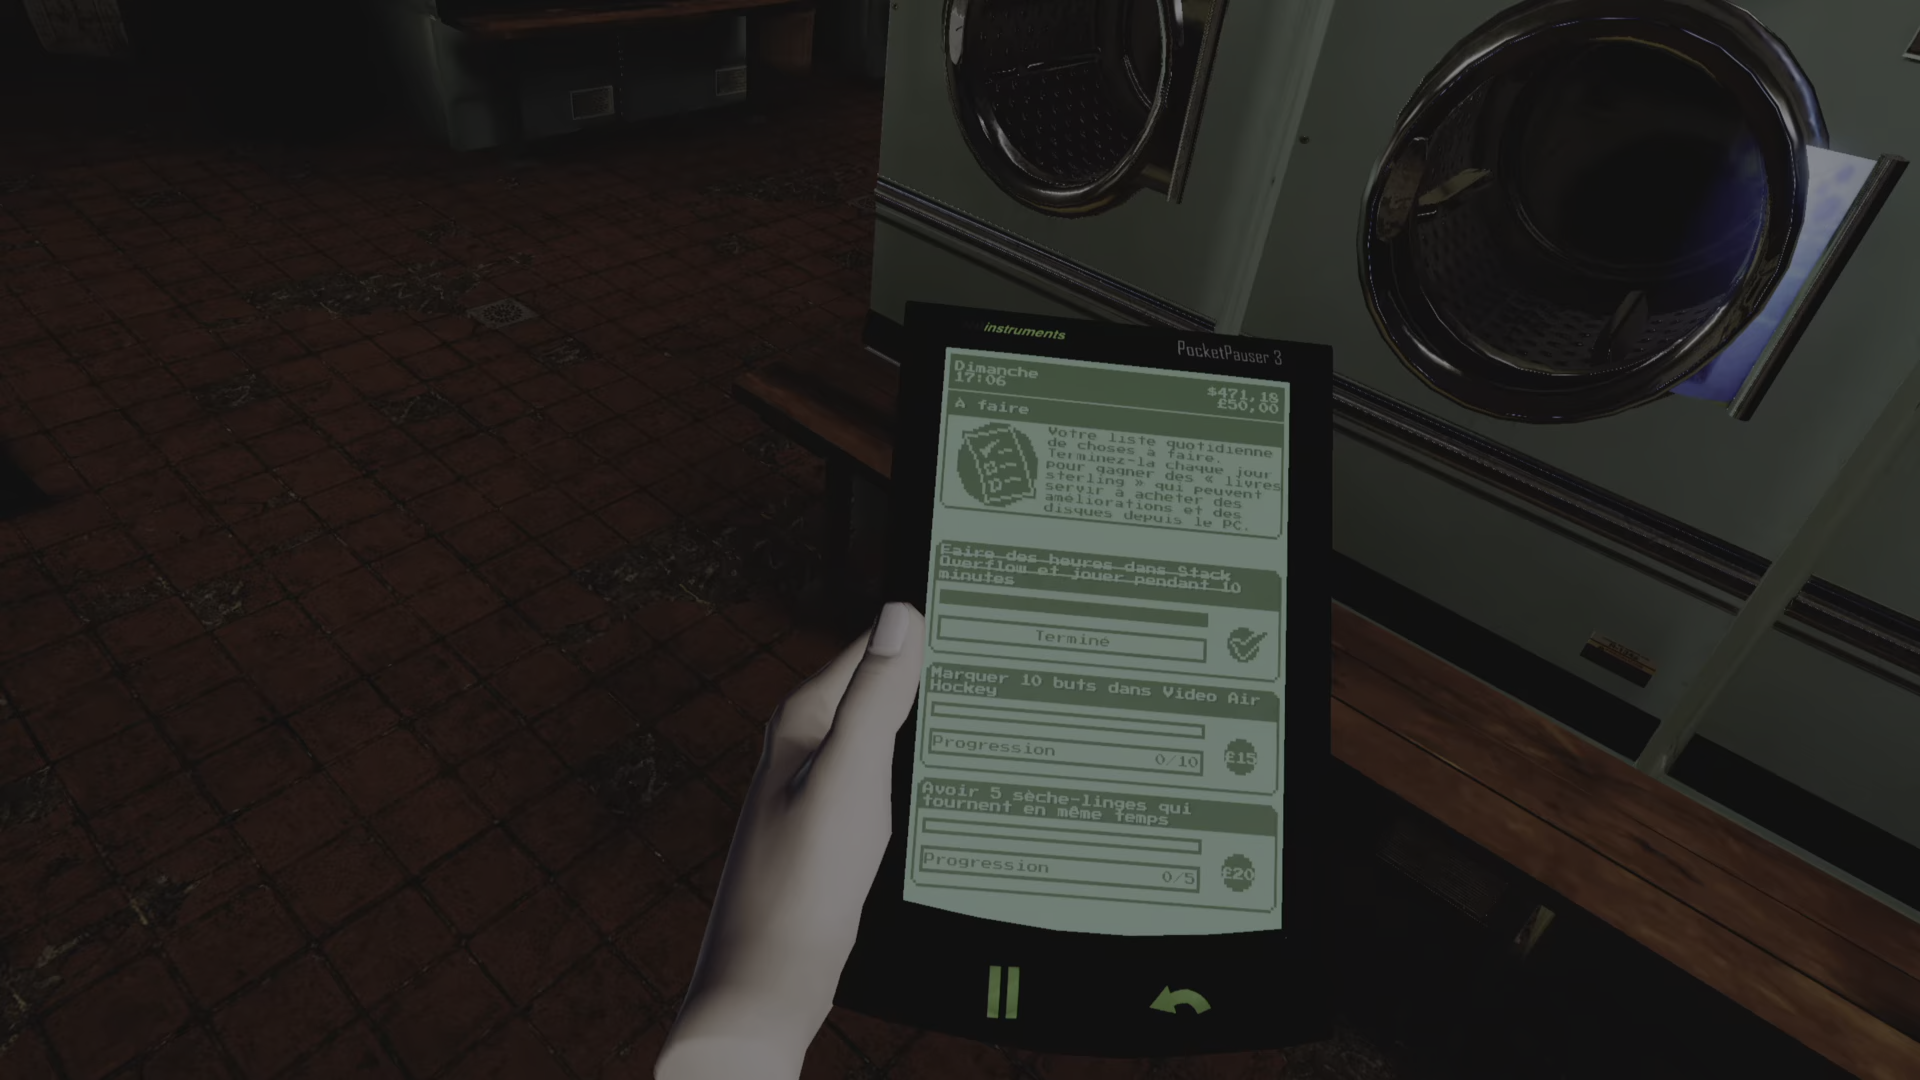 instruments
PocketPauser 3
Dimanche
17:06
$471,18
£50,00
À faire
Votre liste quotidienne
de choses à faire.
Terminez-la chaque jour
pour gagner des « livres
sterling » qui peuvent
servir à acheter des
améliorations et des
disques depuis le PC.
Faire des heures dans Stack
Overflow et jouer pendant 10
minutes
Terminé
Marquer 10 buts dans Video Air
Hockey
Progression 0/10
£15
Avoir 5 sèche-linges qui
tournent en même temps
Progression 0/5
£20